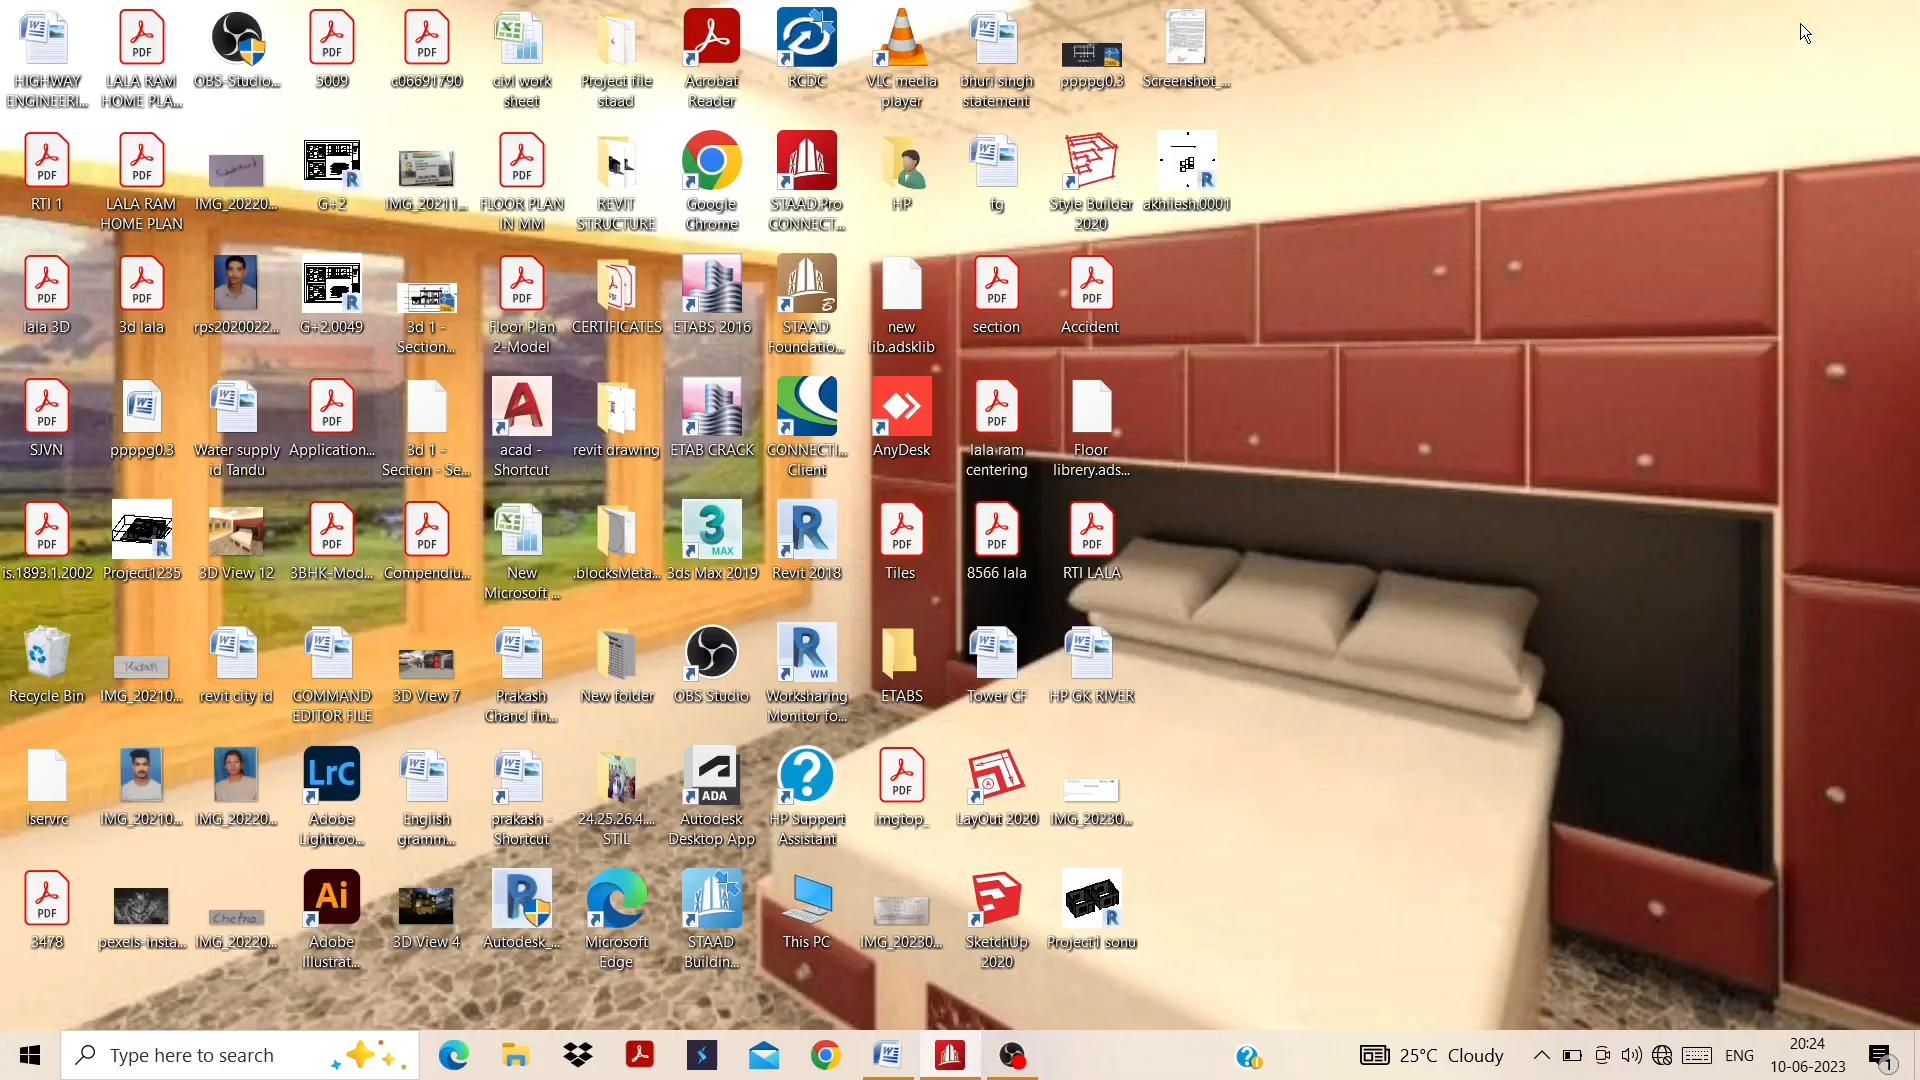 HIGHWAY ENGINEERI...
LALA RAM HOME PLA...
OBS-Studio...
5009
c06691790
civl work sheet
Project file staad
Acrobat Reader
RCDC
VLC media player
bhuri singh statement
ppppg0.3
Screenshot_...
RTI 1
LALA RAM HOME PLAN
IMG_20220...
G+2
IMG_20211...
FLOOR PLAN IN MM
REVIT STRUCTURE
Google Chrome
STAAD.Pro CONNECT...
HP
fg
Style Builder 2020
akhilesh.0001
lala 3D
3d lala
rps2020022...
G+2.0049
3d 1 - Section...
Floor Plan 2-Model
CERTIFICATES
ETABS 2016
STAAD Foundatio...
new lib.adsklib
section
Accident
SJVN
ppppg0.3
Water supply id Tandu
Application...
3d 1 - Section - Se...
acad - Shortcut
revit drawing
ETAB CRACK
CONNECTI... Client
AnyDesk
lala ram centering
Floor librery.ads...
is.1893.1.2002
Project1235
3D View 12
3BHK-Mod...
Compendiu...
New Microsoft ...
.blocksMeta...
3ds Max 2019
Revit 2018
Tiles
8566 lala
RTI LALA
Recycle Bin
IMG_20210...
revit city id
COMMAND EDITOR FILE
3D View 7
Prakash Chand fin...
New folder
OBS Studio
Worksharing Monitor fo...
ETABS
Tower CF
HP GK RIVER
lservrc
IMG_20210...
IMG_20220...
Adobe Lightroo...
English gramm...
prakash - Shortcut
24.25.26.4.... STIL
Autodesk Desktop App
HP Support Assistant
imgtop_
LayOut 2020
IMG_20230...
3478
pexels-insta...
IMG_20220...
Adobe Illustrat...
3D View 4
Autodesk_...
Microsoft Edge
STAAD Buildin...
This PC
IMG_20230...
SketchUp 2020
Project1 sonu
Type here to search
25°C Cloudy
ENG
20:24
10-06-2023
1